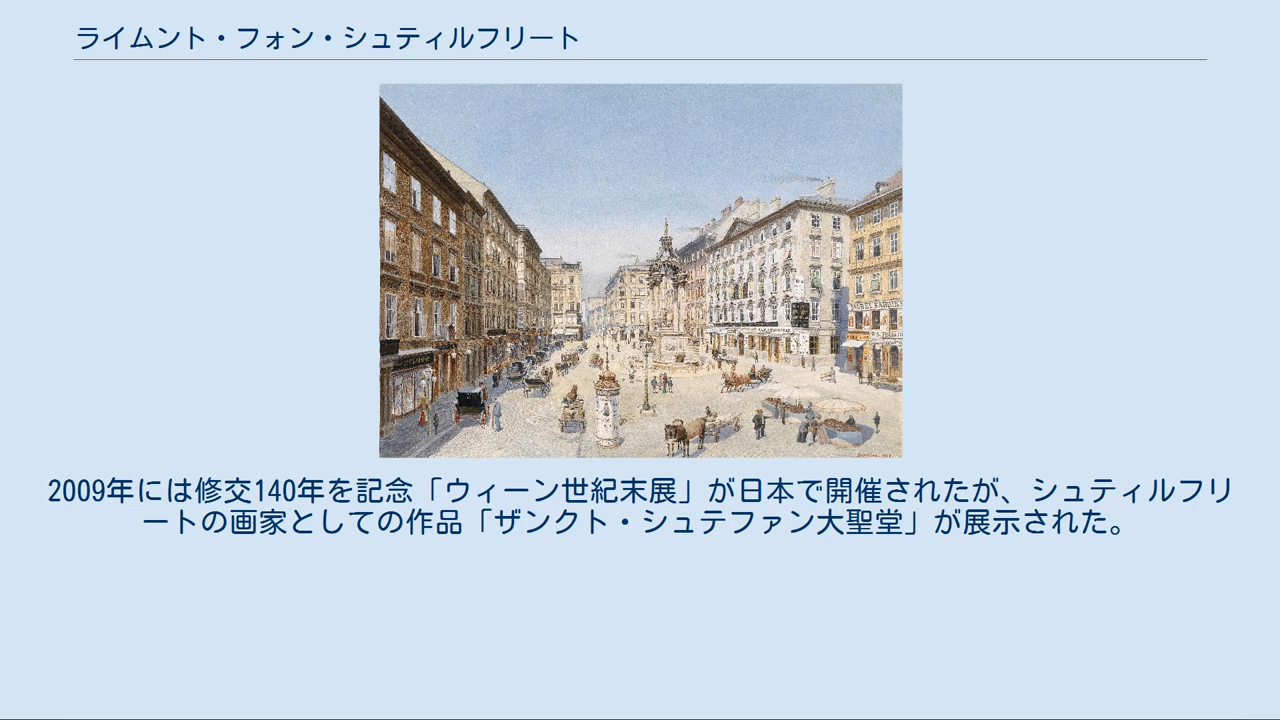 ライムント・フォン・シュティルフリート
2009年には修交140年を記念「ウィーン世紀末展」が日本で開催されたが、シュティルフリ
ートの画家としての作品「ザンクト・シュテファン大聖堂」が展示された。